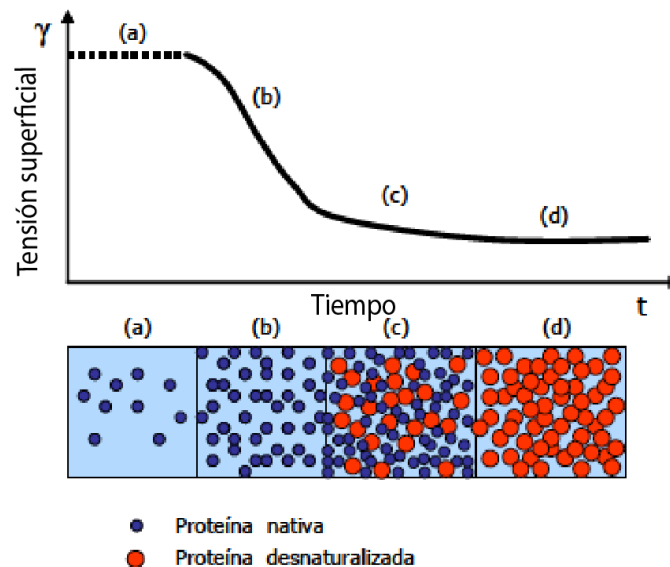 γ
(a)
(b)
(c)
(d)
Tensión superficial
Tiempo
t
(a)
(b)
(c)
(d)
Proteína nativa
Proteína desnaturalizada